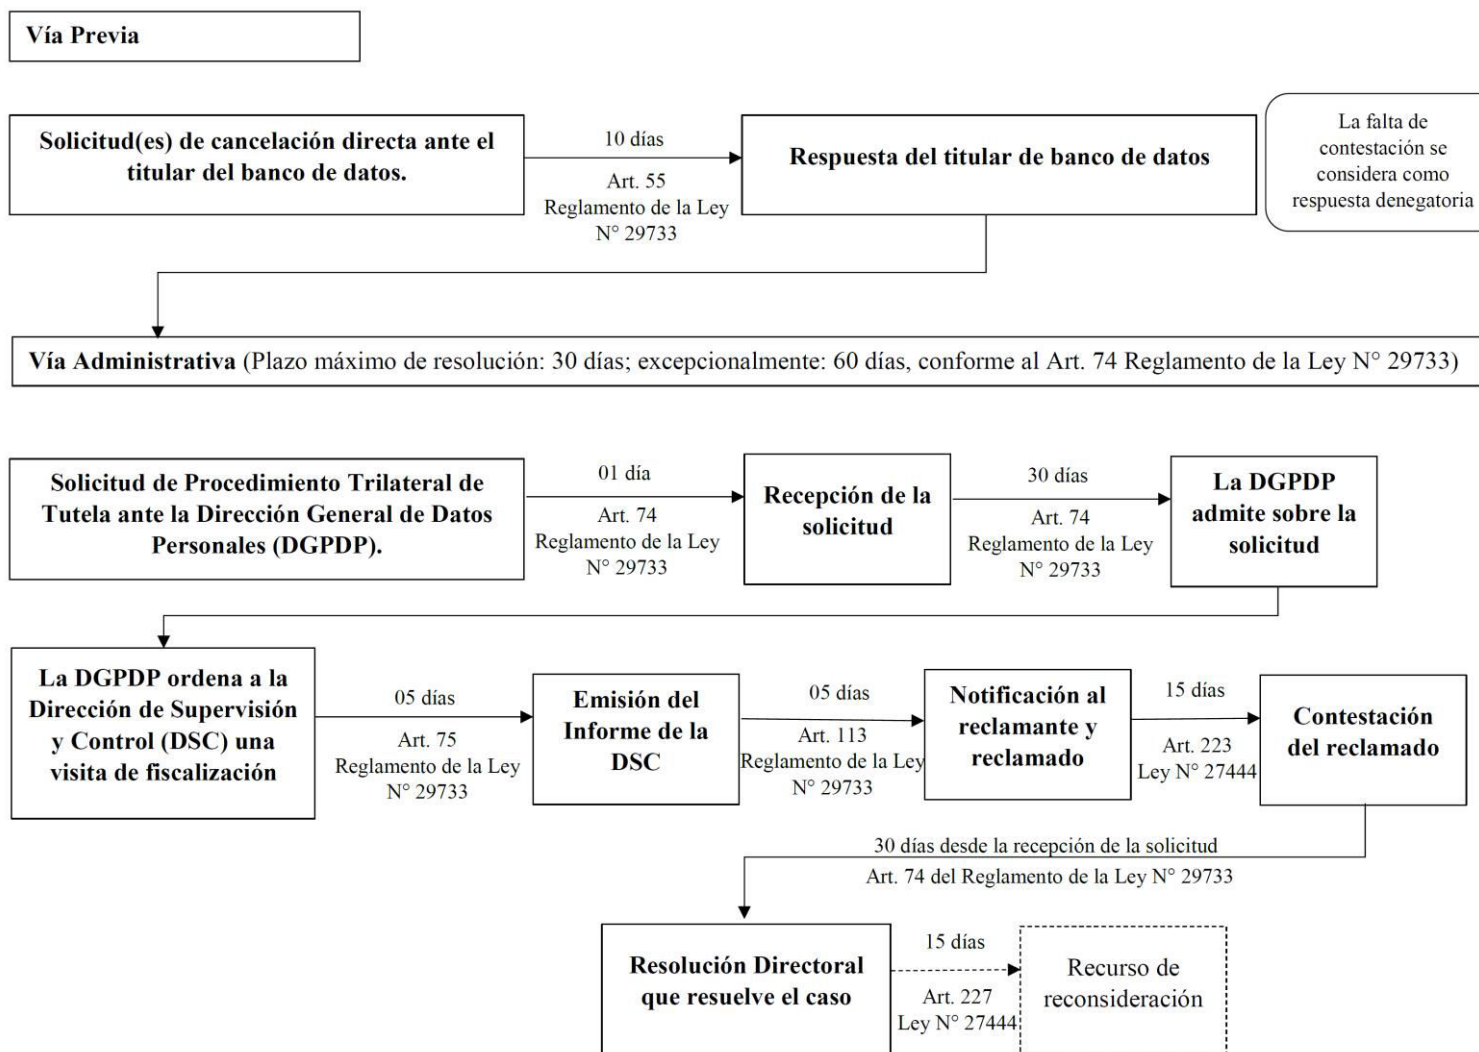 Vía Previa
Solicitud(es) de cancelación directa ante el
titular del banco de datos.
10 días
Art. 55
Reglamento de la Ley
N° 29733
Respuesta del titular de banco de datos
La falta de
contestación se
considera como
respuesta denegatoria
Vía Administrativa (Plazo máximo de resolución: 30 días; excepcionalmente: 60 días, conforme al Art. 74 Reglamento de la Ley N° 29733)
Solicitud de Procedimiento Trilateral de
Tutela ante la Dirección General de Datos
Personales (DGPDP).
01 día
Art. 74
Reglamento de la Ley
N° 29733
Recepción de la
solicitud
30 días
Art. 74
Reglamento de la Ley
N° 29733
La DGPDP
admite sobre la
solicitud
La DGPDP ordena a la
Dirección de Supervisión
y Control (DSC) una
visita de fiscalización
05 días
Art. 75
Reglamento de la Ley
N° 29733
Emisión del
Informe de la
DSC
05 días
Art. 113
Reglamento de la Ley
N° 29733
Notificación al
reclamante y
reclamado
15 días
Art. 223
Ley N° 27444
Contestación
del reclamado
30 días desde la recepción de la solicitud
Art. 74 del Reglamento de la Ley N° 29733
Resolución Directoral
que resuelve el caso
15 días
Art. 227
Ley N° 27444
Recurso de
reconsideración